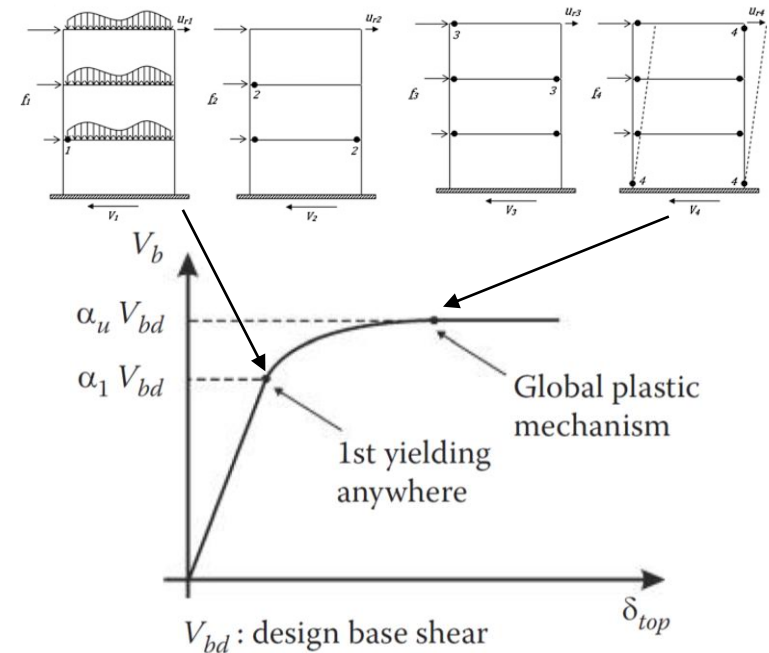 u_r1
u_r2
u_r3
u_r4
3
4
f_1
f_2
2
f_3
3
f_4
1
2
4
4
V_1
V_2
V_3
V_4
V_b
α_u V_bd
α_1 V_bd
Global plastic
mechanism
1st yielding
anywhere
δ_top
V_bd : design base shear